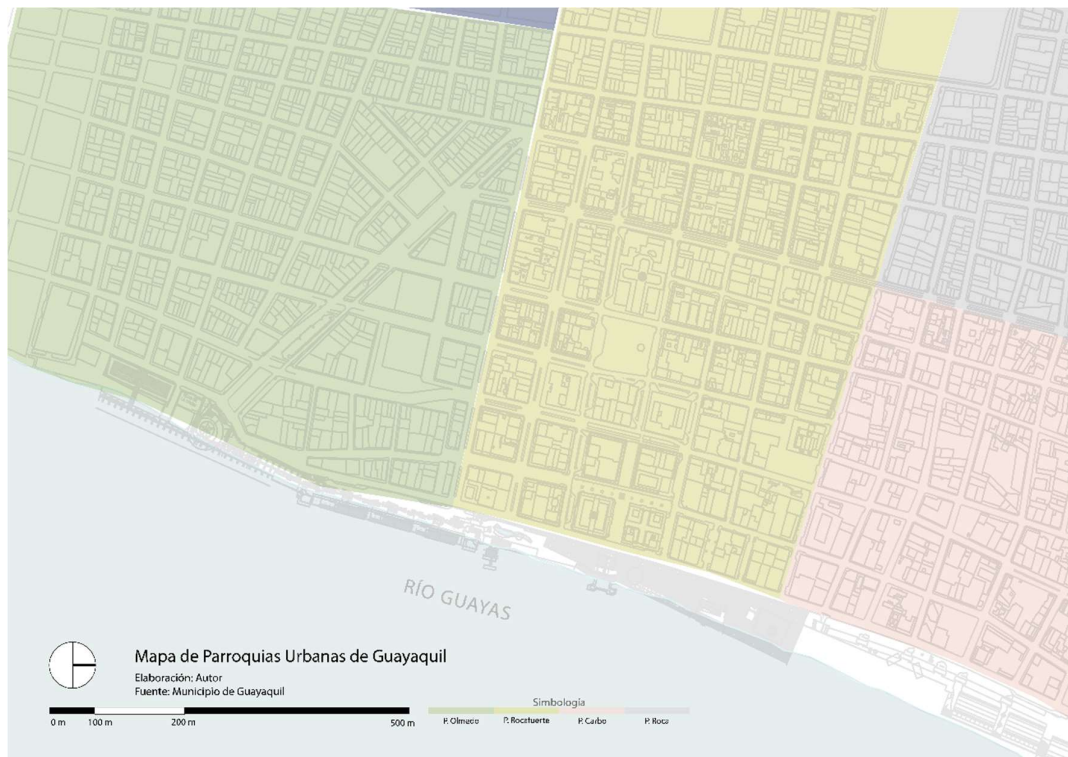 RÍO GUAYAS
Mapa de Parroquias Urbanas de Guayaquil
Elaboración: Autor
Fuente: Municipio de Guayaquil
0 m 100 m 200 m 500 m
Simbología
P. Olmedo P. Rocafuerte P. Carbo P. Roca